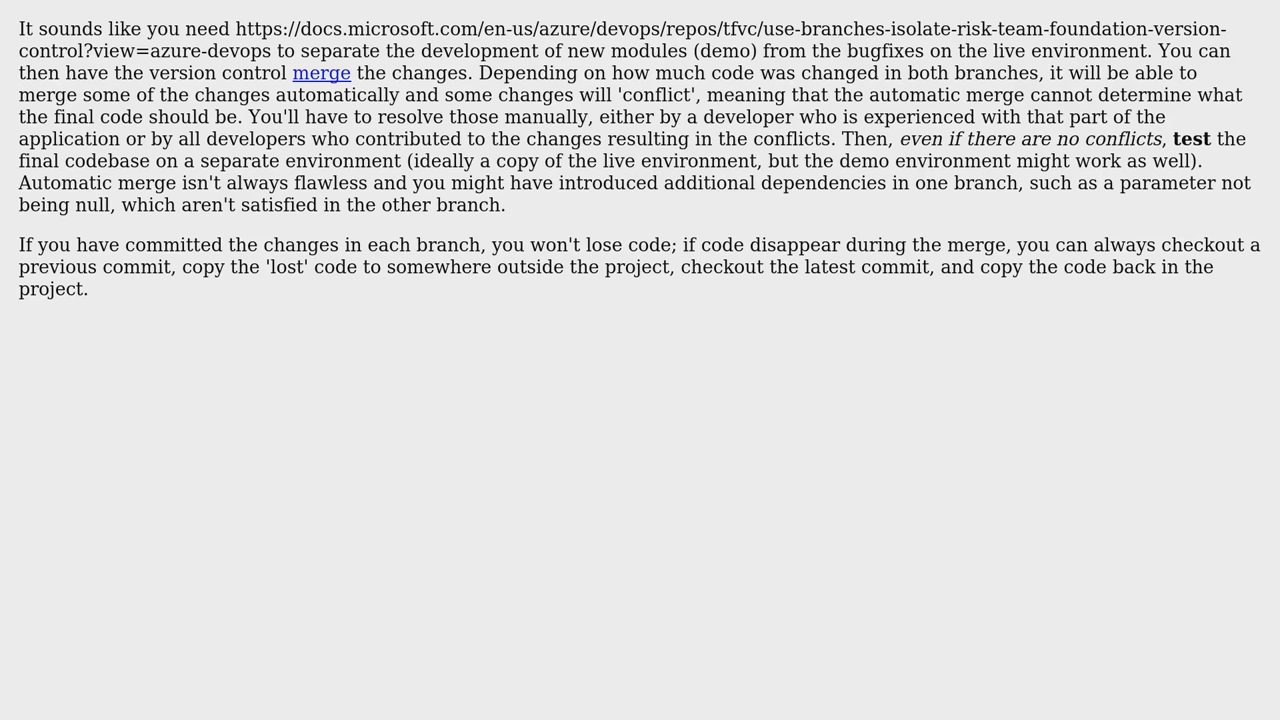 It sounds like you need https://docs.microsoft.com/en-us/azure/devops/repos/tfvc/use-branches-isolate-risk-team-foundation-version-
control?view=azure-devops to separate the development of new modules (demo) from the bugfixes on the live environment. You can
then have the version control merge the changes. Depending on how much code was changed in both branches, it will be able to
merge some of the changes automatically and some changes will 'conflict', meaning that the automatic merge cannot determine what
the final code should be. You'll have to resolve those manually, either by a developer who is experienced with that part of the
application or by all developers who contributed to the changes resulting in the conflicts. Then, even if there are no conflicts, test the
final codebase on a separate environment (ideally a copy of the live environment, but the demo environment might work as well).
Automatic merge isn't always flawless and you might have introduced additional dependencies in one branch, such as a parameter not
being null, which aren't satisfied in the other branch.
If you have committed the changes in each branch, you won't lose code; if code disappear during the merge, you can always checkout a
previous commit, copy the 'lost' code to somewhere outside the project, checkout the latest commit, and copy the code back in the
project.